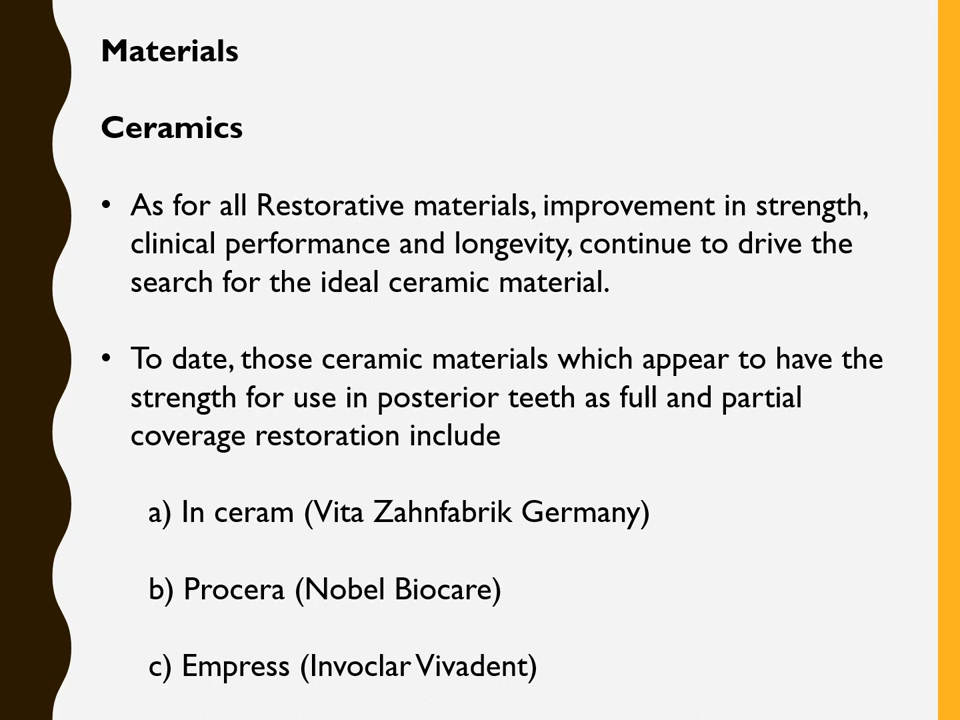 Materials
Ceramics
• As for all Restorative materials, improvement in strength,
clinical performance and longevity, continue to drive the
search for the ideal ceramic material.
• To date, those ceramic materials which appear to have the
strength for use in posterior teeth as full and partial
coverage restoration include
a) In ceram (Vita Zahnfabrik Germany)
b) Procera (Nobel Biocare)
c) Empress (Invoclar Vivadent)